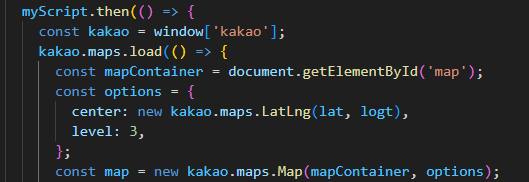 myScript.then(() => {
const kakao = window['kakao'];
kakao.maps.load(() => {
const mapContainer = document.getElementById('map');
const options = {
center: new kakao.maps.LatLng(lat, logt),
level: 3,
};
const map = new kakao.maps.Map(mapContainer, options);